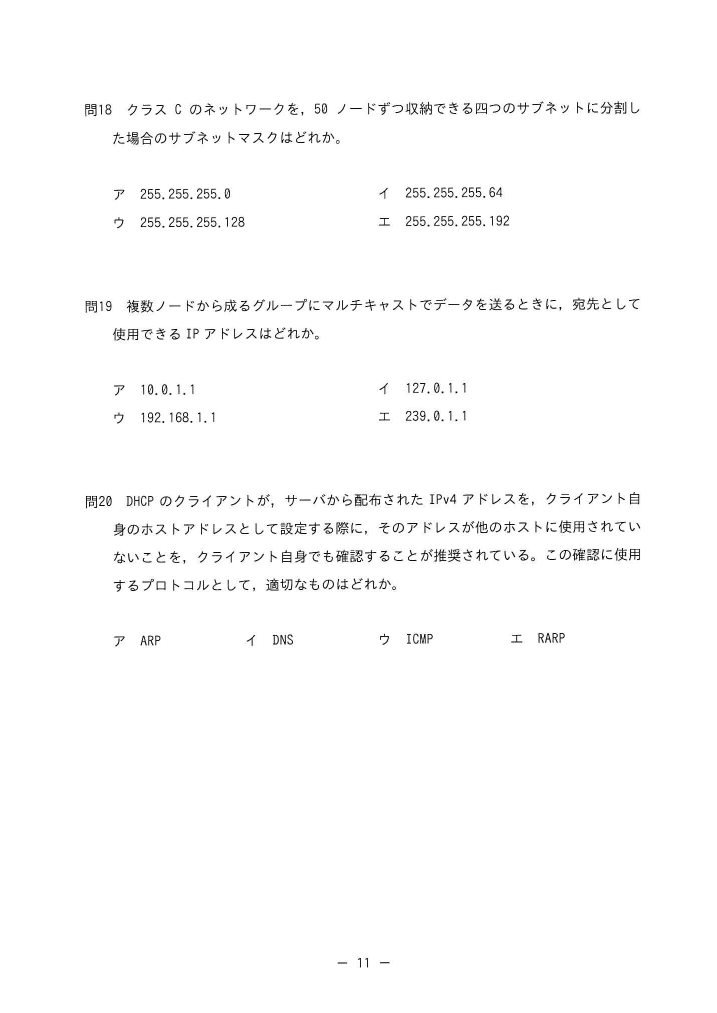 問18 クラス C のネットワークを，50 ノードずつ収納できる四つのサブネットに分割し
た場合のサブネットマスクはどれか。
ア 255.255.255.0 イ 255.255.255.64
ウ 255.255.255.128 エ 255.255.255.192
問19 複数ノードから成るグループにマルチキャストでデータを送るときに，宛先として
使用できる IP アドレスはどれか。
ア 10.0.1.1 イ 127.0.1.1
ウ 192.168.1.1 エ 239.0.1.1
問20 DHCP のクライアントが，サーバから配布された IPv4 アドレスを，クライアント自
身のホストアドレスとして設定する際に，そのアドレスが他のホストに使用されてい
ないことを，クライアント自身でも確認することが推奨されている。この確認に使用
するプロトコルとして，適切なものはどれか。
ア ARP イ DNS ウ ICMP エ RARP
－ 11 －